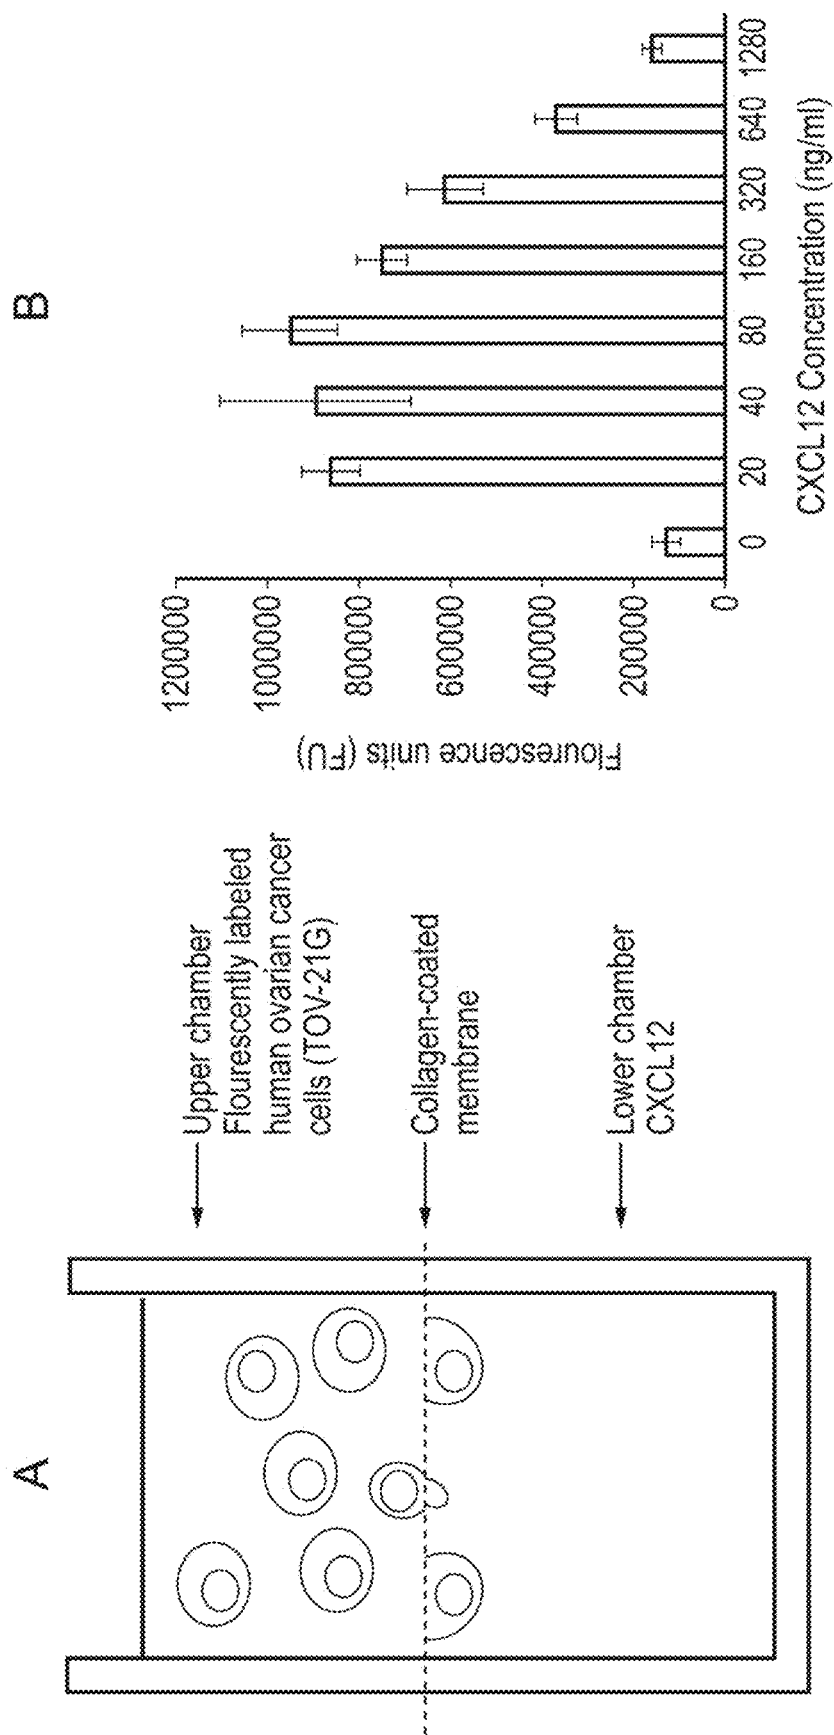 A
Upper chamber
Flourescently labeled
human ovarian cancer
cells (TOV-21G)
Collagen-coated
membrane
Lower chamber
CXCL12
B
Flourescence units (FU)
1200000
1000000
800000
600000
400000
200000
0
0 20 40 80 160 320 640 1280
CXCL12 Concentration (ng/ml)